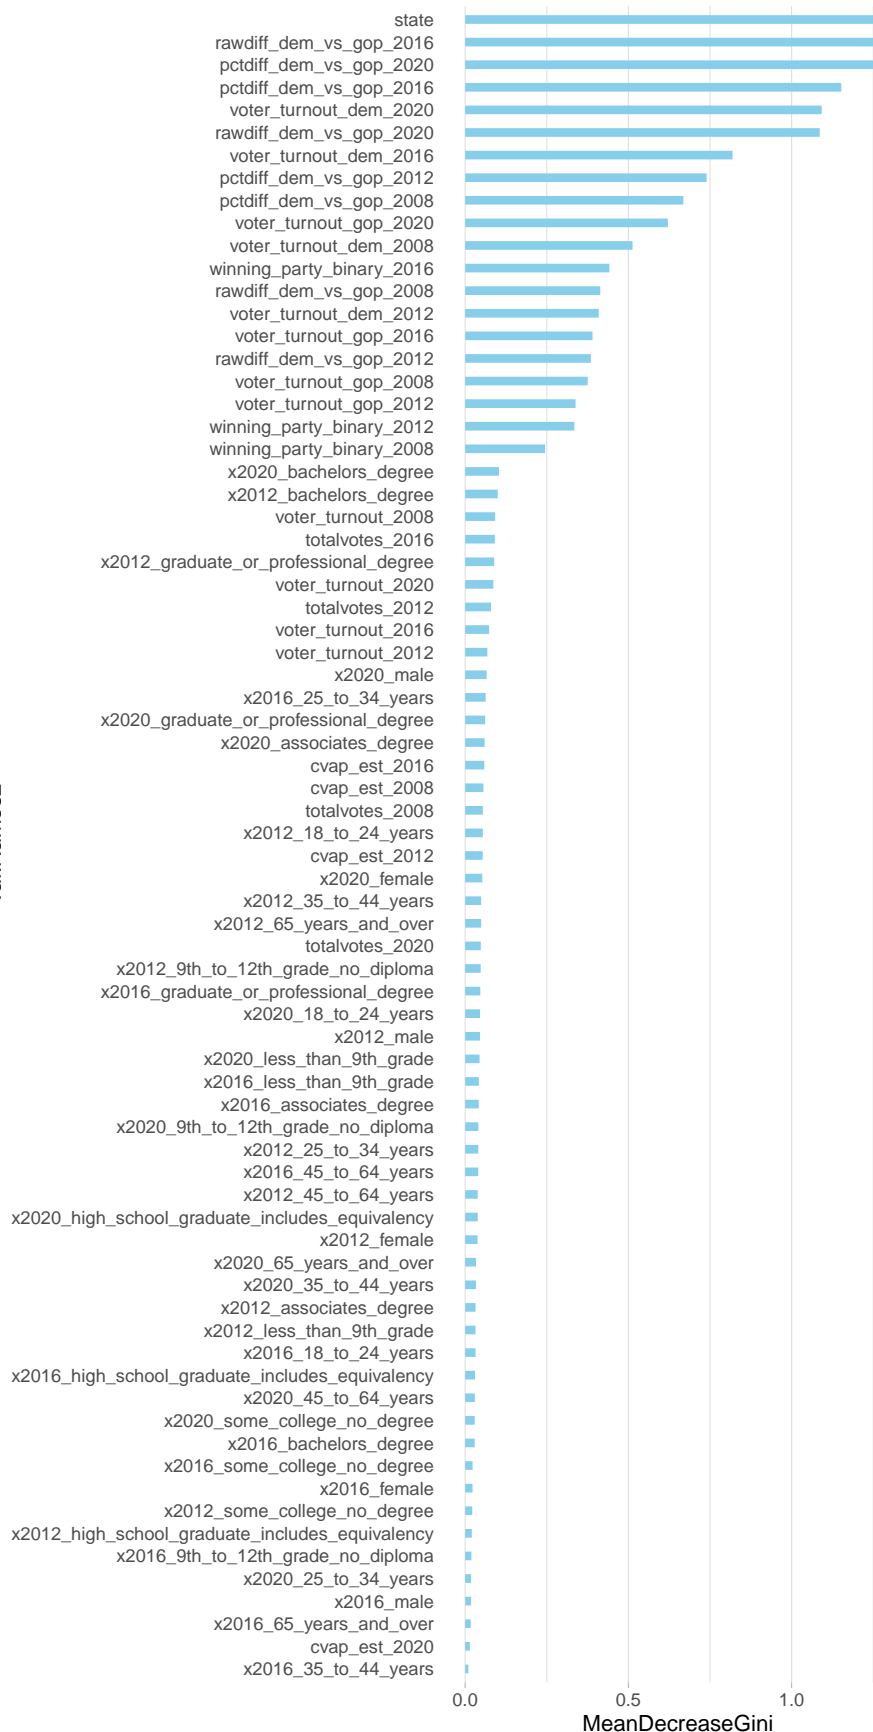 state
rawdiff_dem_vs_gop_2016
pctdiff_dem_vs_gop_2020
pctdiff_dem_vs_gop_2016
voter_turnout_dem_2020
rawdiff_dem_vs_gop_2020
voter_turnout_dem_2016
pctdiff_dem_vs_gop_2012
pctdiff_dem_vs_gop_2008
voter_turnout_gop_2020
voter_turnout_dem_2008
winning_party_binary_2016
rawdiff_dem_vs_gop_2008
voter_turnout_dem_2012
voter_turnout_gop_2016
rawdiff_dem_vs_gop_2012
voter_turnout_gop_2008
voter_turnout_gop_2012
winning_party_binary_2012
winning_party_binary_2008
x2020_bachelors_degree
x2012_bachelors_degree
voter_turnout_2008
totalvotes_2016
x2012_graduate_or_professional_degree
voter_turnout_2020
totalvotes_2012
voter_turnout_2016
voter_turnout_2012
x2020_male
x2016_25_to_34_years
x2020_graduate_or_professional_degree
x2020_associates_degree
cvap_est_2016
cvap_est_2008
totalvotes_2008
x2012_18_to_24_years
cvap_est_2012
x2020_female
x2012_35_to_44_years
x2012_65_years_and_over
totalvotes_2020
x2012_9th_to_12th_grade_no_diploma
x2016_graduate_or_professional_degree
x2020_18_to_24_years
x2012_male
x2020_less_than_9th_grade
x2016_less_than_9th_grade
x2016_associates_degree
x2020_9th_to_12th_grade_no_diploma
x2012_25_to_34_years
x2016_45_to_64_years
x2012_45_to_64_years
x2020_high_school_graduate_includes_equivalency
x2012_female
x2020_65_years_and_over
x2020_35_to_44_years
x2012_associates_degree
x2012_less_than_9th_grade
x2016_18_to_24_years
x2016_high_school_graduate_includes_equivalency
x2020_45_to_64_years
x2020_some_college_no_degree
x2016_bachelors_degree
x2016_some_college_no_degree
x2016_female
x2012_some_college_no_degree
x2012_high_school_graduate_includes_equivalency
x2016_9th_to_12th_grade_no_diploma
x2020_25_to_34_years
x2016_male
x2016_65_years_and_over
cvap_est_2020
x2016_35_to_44_years
0.0 0.5 1.0
MeanDecreaseGini